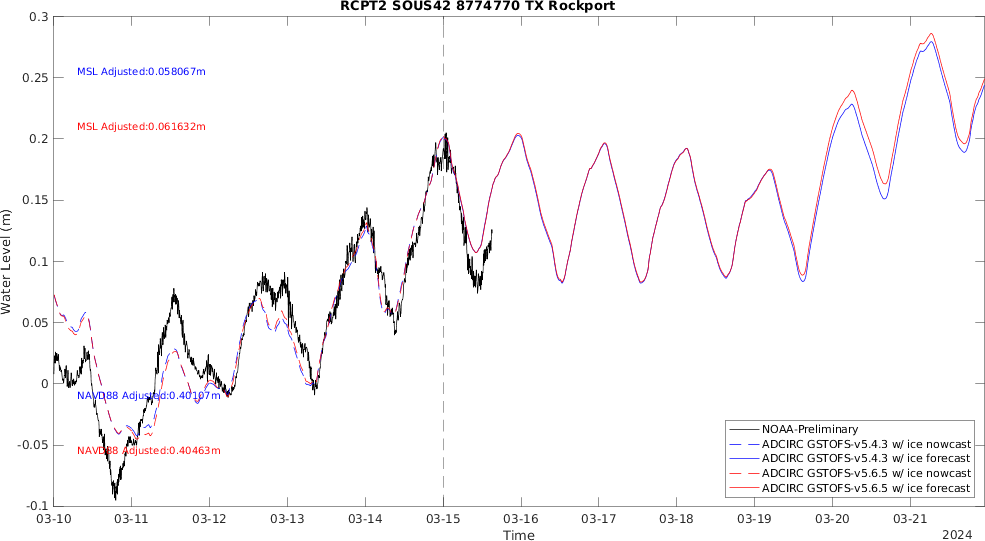 RCPT2 SOUS42 8774770 TX Rockport
0.3
0.25
0.2
0.15
0.1
0.05
0
-0.05
-0.1
Water Level (m)
MSL Adjusted:0.058067m
MSL Adjusted:0.061632m
NAVD88 Adjusted:0.40107m
NAVD88 Adjusted:0.40463m
NOAA-Preliminary
ADCIRC GSTOFS-v5.4.3 w/ ice nowcast
ADCIRC GSTOFS-v5.4.3 w/ ice forecast
ADCIRC GSTOFS-v5.6.5 w/ ice nowcast
ADCIRC GSTOFS-v5.6.5 w/ ice forecast
03-10 03-11 03-12 03-13 03-14 03-15 03-16 03-17 03-18 03-19 03-20 03-21
Time
2024